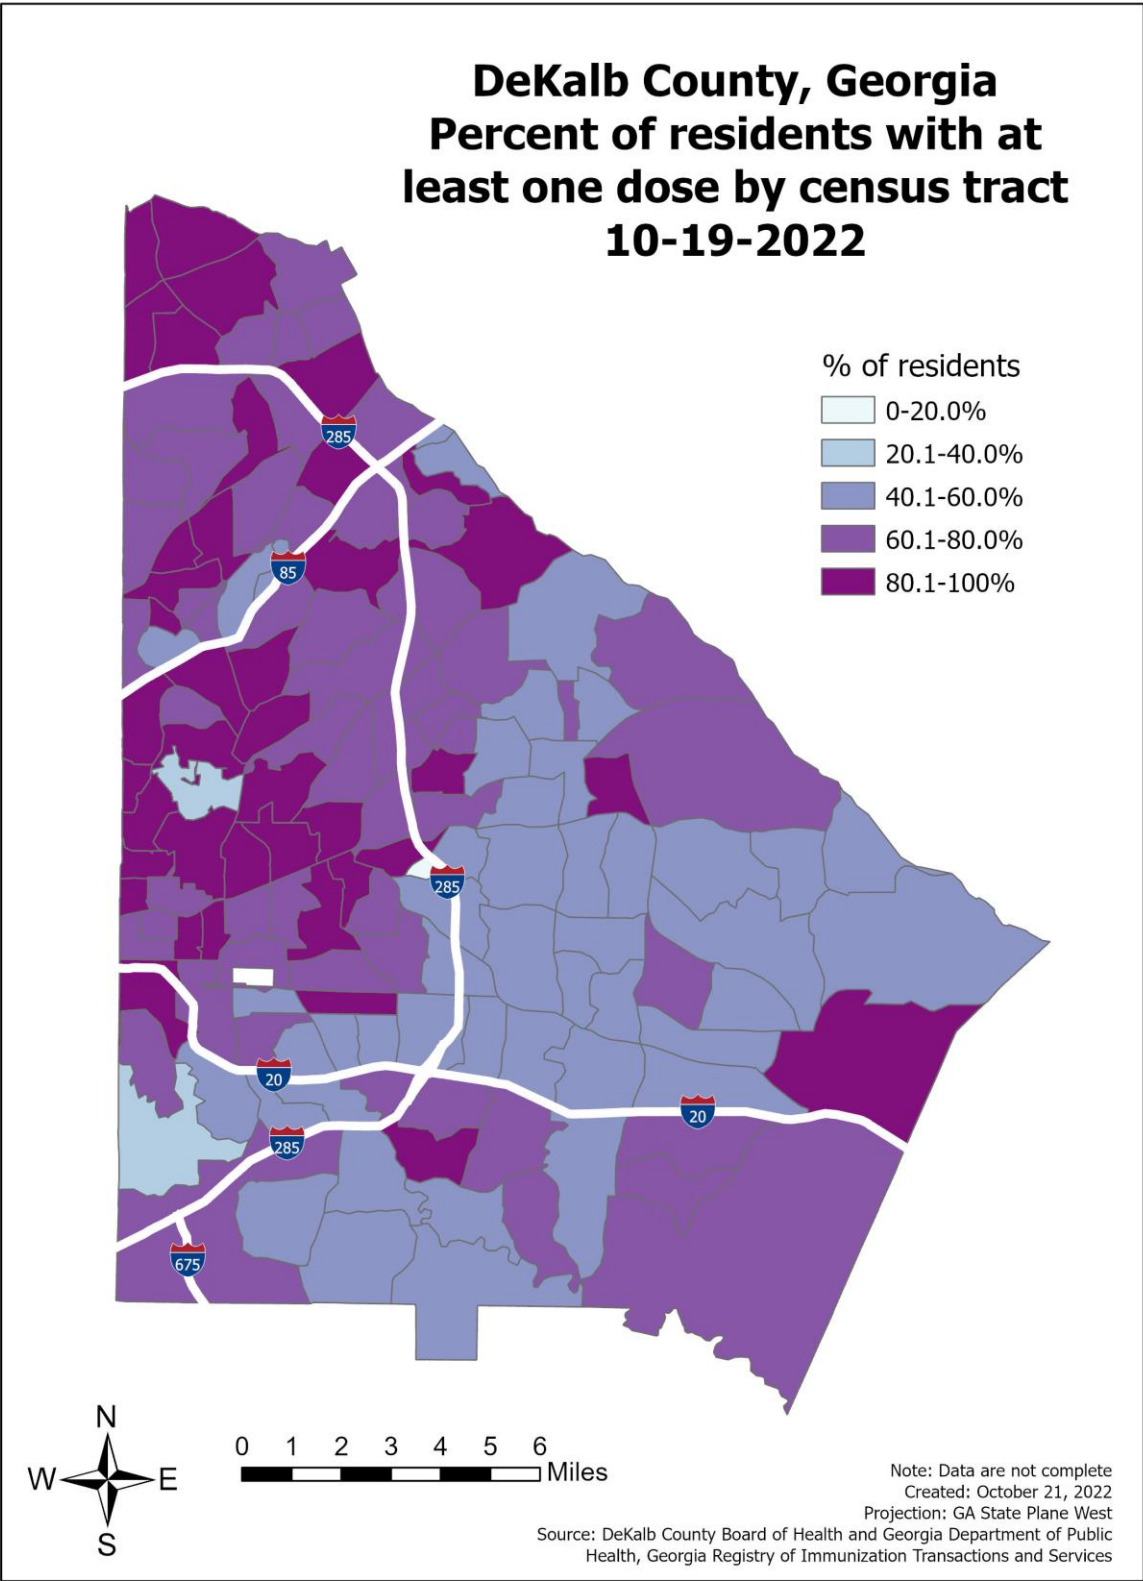 DeKalb County, Georgia
Percent of residents with at
least one dose by census tract
10-19-2022
% of residents
0-20.0%
20.1-40.0%
40.1-60.0%
60.1-80.0%
80.1-100%
285
85
285
20
20
285
675
N
W E
S
0 1 2 3 4 5 6
Miles
Note: Data are not complete
Created: October 21, 2022
Projection: GA State Plane West
Source: DeKalb County Board of Health and Georgia Department of Public
Health, Georgia Registry of Immunization Transactions and Services